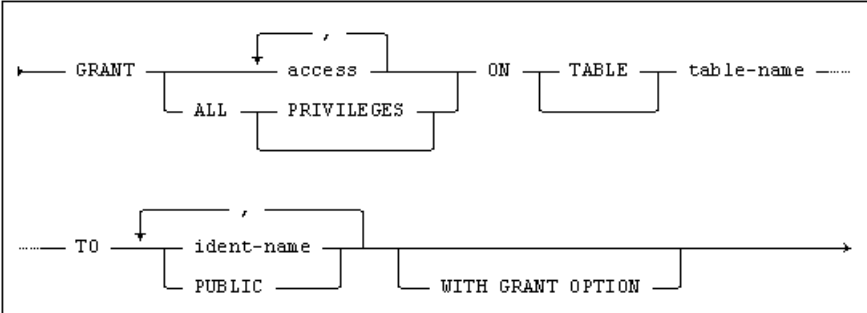 ,
GRANT access ON TABLE table-name
ALL PRIVILEGES
,
TO ident-name
PUBLIC WITH GRANT OPTION